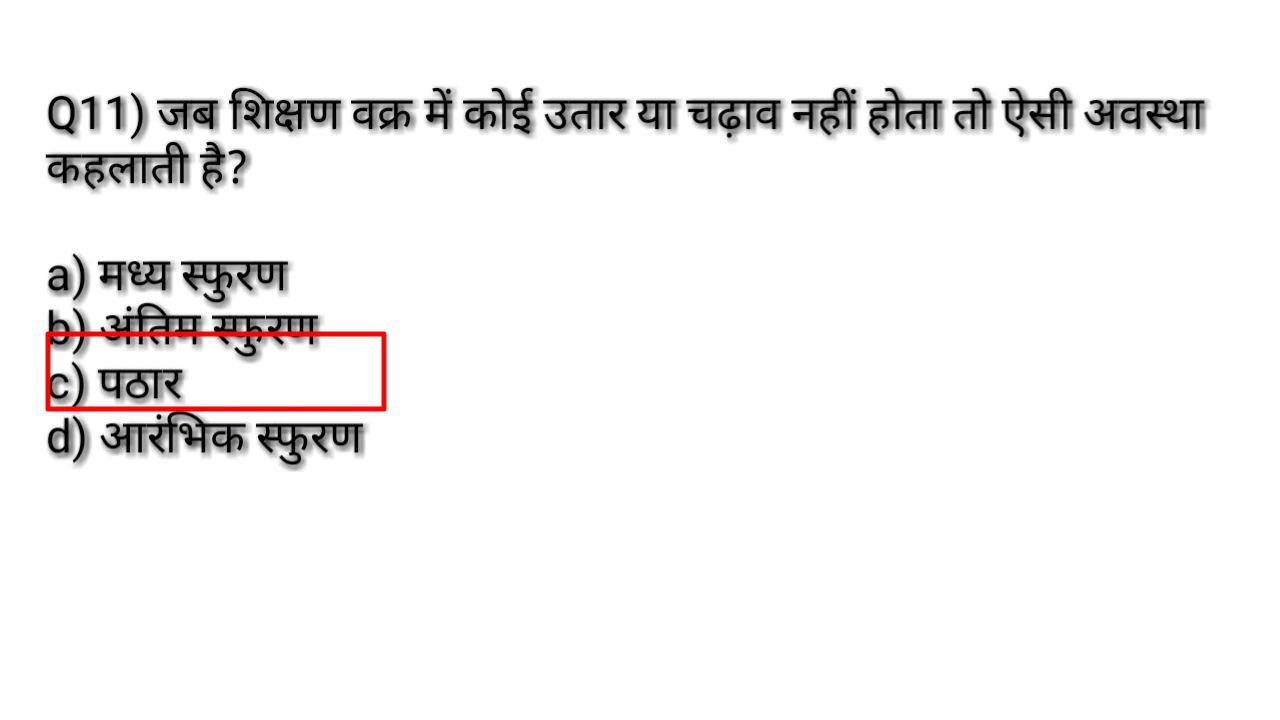 Q11) जब शिक्षण वक्र में कोई उतार या चढ़ाव नहीं होता तो ऐसी अवस्था
कहलाती है?
a) मध्य स्फुरण
b) अंतिम स्फुरण
c) पठार
d) आरंभिक स्फुरण